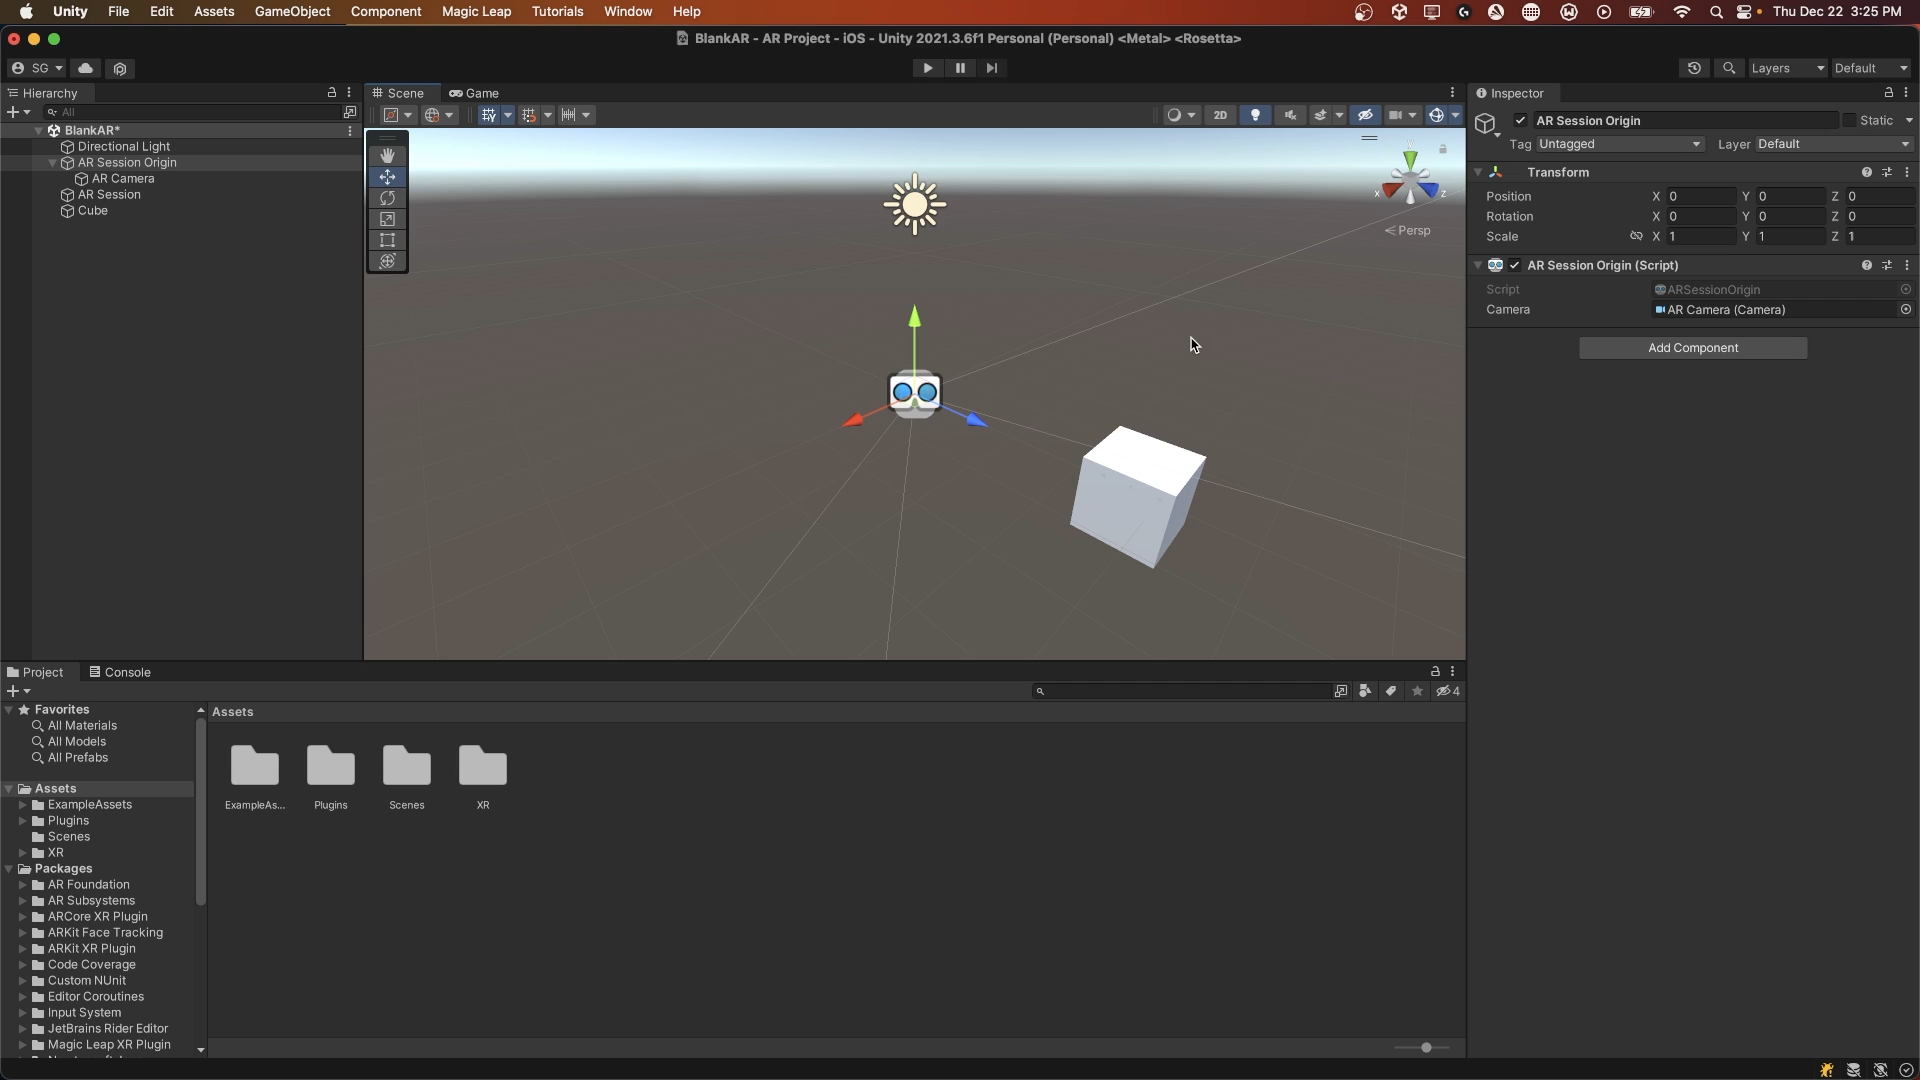 Unity File Edit Assets GameObject Component Magic Leap Tutorials Window Help Thu Dec 22 3:25 PM
BlankAR - AR Project - iOS - Unity 2021.3.6f1 Personal (Personal) <Metal> <Rosetta>
SG Layers Default
Hierarchy
All
BlankAR*
Directional Light
AR Session Origin
AR Camera
AR Session
Cube
Scene Game
2D
y
x z
Persp
Inspector
AR Session Origin Static
Tag Untagged Layer Default
Transform
Position X 0 Y 0 Z 0
Rotation X 0 Y 0 Z 0
Scale X 1 Y 1 Z 1
AR Session Origin (Script)
Script ARSessionOrigin
Camera AR Camera (Camera)
Add Component
Project Console
4
Favorites
All Materials
All Models
All Prefabs
Assets
ExampleAssets
Plugins
Scenes
XR
Packages
AR Foundation
AR Subsystems
ARCore XR Plugin
ARKit Face Tracking
ARKit XR Plugin
Code Coverage
Custom NUnit
Editor Coroutines
Input System
JetBrains Rider Editor
Magic Leap XR Plugin
Assets
ExampleAs... Plugins Scenes XR